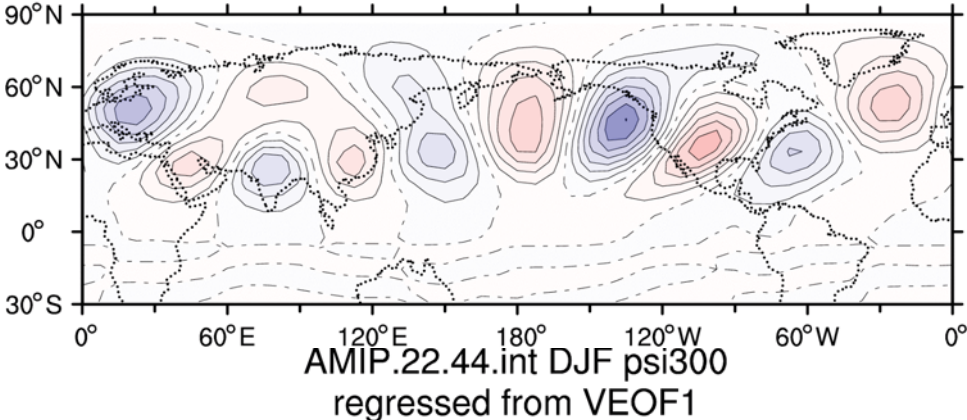 90°N
60°N
30°N
0°
30°S
0° 60°E 120°E 180° 120°W 60°W 0°
AMIP.22.44.int DJF psi300
regressed from VEOF1